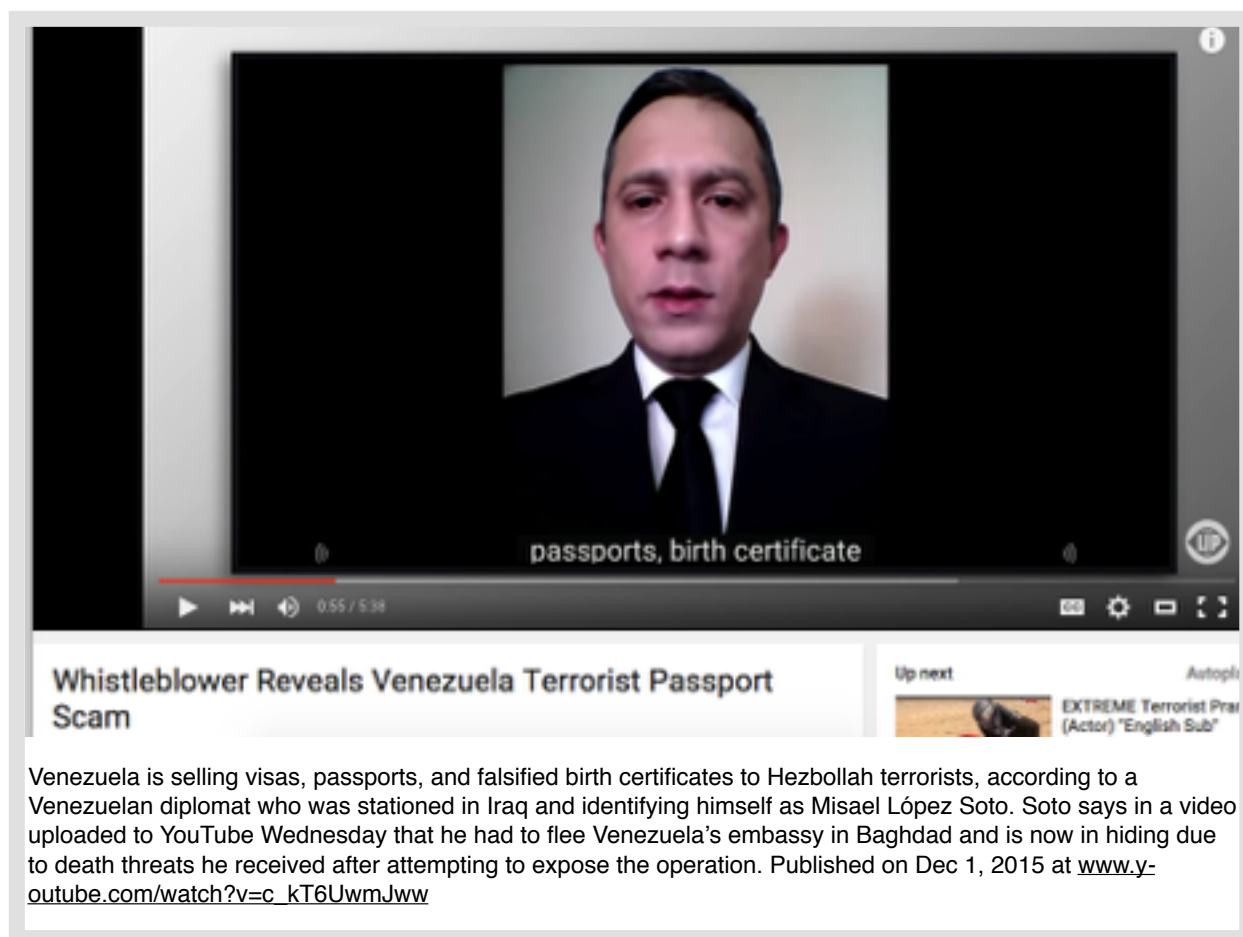 passports, birth certificate
UP
0:55 / 5:38
Whistleblower Reveals Venezuela Terrorist Passport
Scam
Up next
EXTREME Terrorist
(Actor) "English Sub"
Venezuela is selling visas, passports, and falsified birth certificates to Hezbollah terrorists, according to a
Venezuelan diplomat who was stationed in Iraq and identifying himself as Misael López Soto. Soto says in a video
uploaded to YouTube Wednesday that he had to flee Venezuela's embassy in Baghdad and is now in hiding due
to death threats he received after attempting to expose the operation. Published on Dec 1, 2015 at www.y-
outube.com/watch?v=c_kT6UwmJww